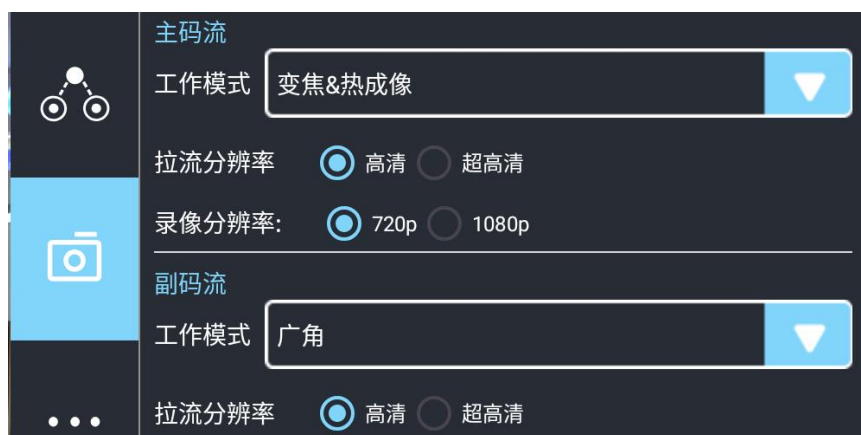 主码流
工作模式 变焦&热成像
拉流分辨率 高清 超高清
录像分辨率: 720p 1080p
副码流
工作模式 广角
拉流分辨率 高清 超高清